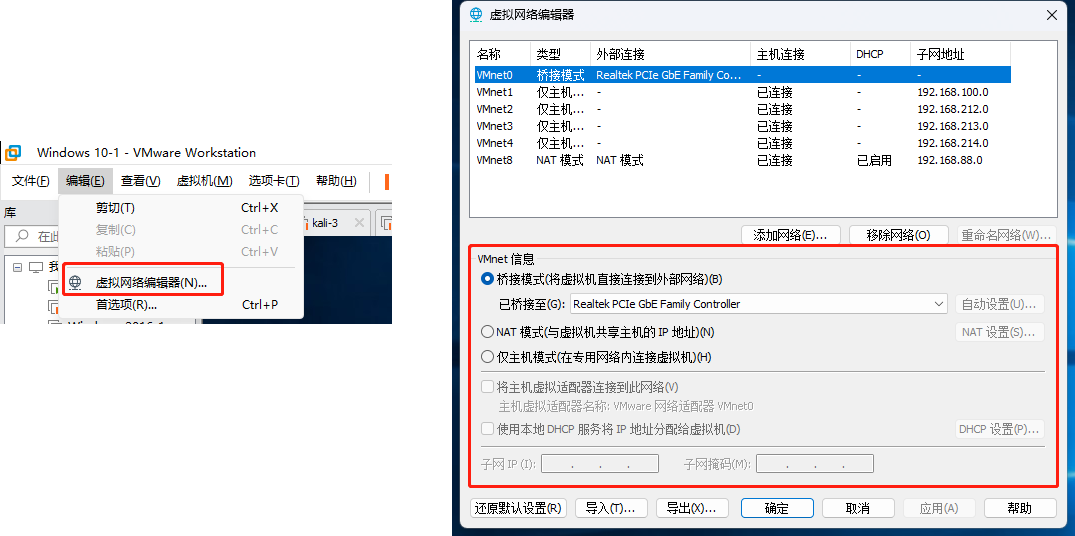 Windows 10-1 - VMware Workstation
文件(F) 编辑(E) 查看(V) 虚拟机(M) 选项卡(T) 帮助(H)
库
剪切(T) Ctrl+X
kali-3
复制(C) Ctrl+C
在此
粘贴(P) Ctrl+V
虚拟网络编辑器(N)...
首选项(R)... Ctrl+P
虚拟网络编辑器
名称 类型 外部连接 主机连接 DHCP 子网地址
VMnet0 桥接模式 Realtek PCIe GbE Family Co... - - -
VMnet1 仅主机... - 已连接 - 192.168.100.0
VMnet2 仅主机... - 已连接 - 192.168.212.0
VMnet3 仅主机... - 已连接 - 192.168.213.0
VMnet4 仅主机... - 已连接 - 192.168.214.0
VMnet8 NAT 模式 NAT 模式 已连接 已启用 192.168.88.0
添加网络(E)... 移除网络(O) 重命名网络(W)...
VMnet 信息
桥接模式(将虚拟机直接连接到外部网络)(B)
已桥接至(G): Realtek PCIe GbE Family Controller 自动设置(U)...
NAT 模式(与虚拟机共享主机的 IP 地址)(N) NAT 设置(S)...
仅主机模式(在专用网络内连接虚拟机)(H)
将主机虚拟适配器连接到此网络(V)
主机虚拟适配器名称: VMware 网络适配器 VMnet0
使用本地 DHCP 服务将 IP 地址分配给虚拟机(D) DHCP 设置(P)...
子网 IP (I): . . . 子网掩码(M): . . .
还原默认设置(R) 导入(T)... 导出(X)... 确定 取消 应用(A) 帮助